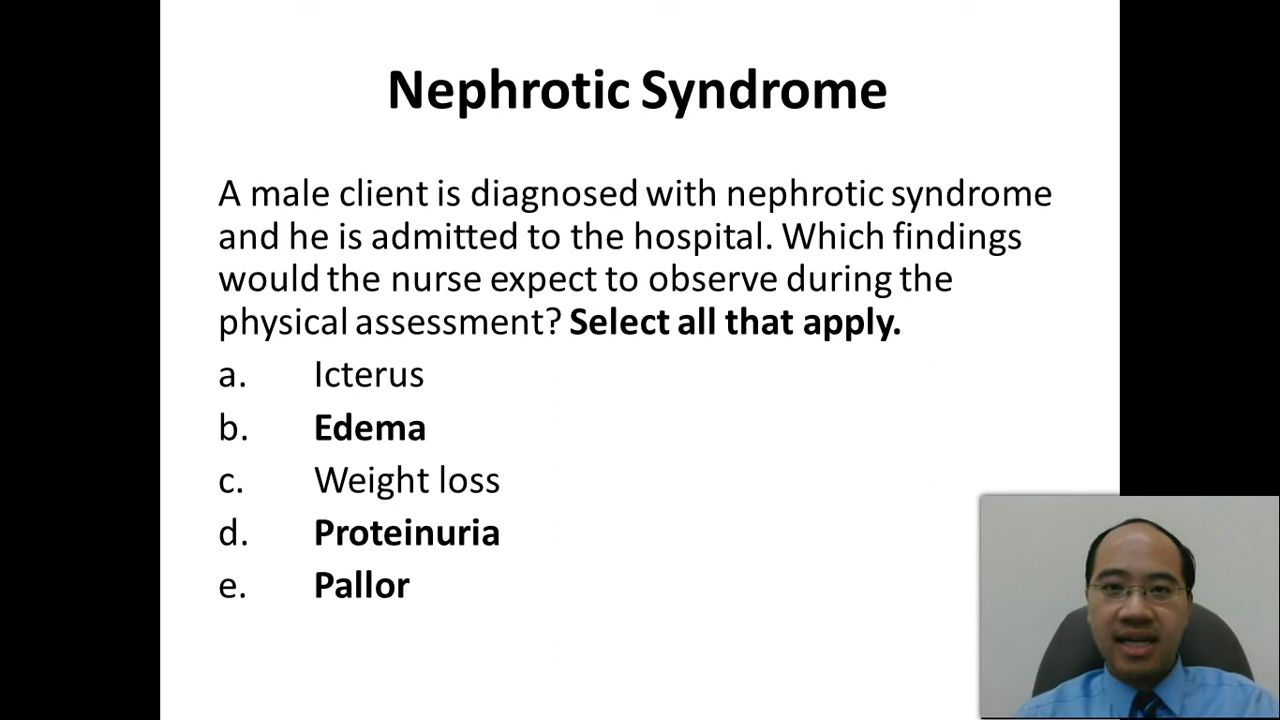 Nephrotic Syndrome
A male client is diagnosed with nephrotic syndrome
and he is admitted to the hospital. Which findings
would the nurse expect to observe during the
physical assessment? Select all that apply.
a. Icterus
b. Edema
c. Weight loss
d. Proteinuria
e. Pallor